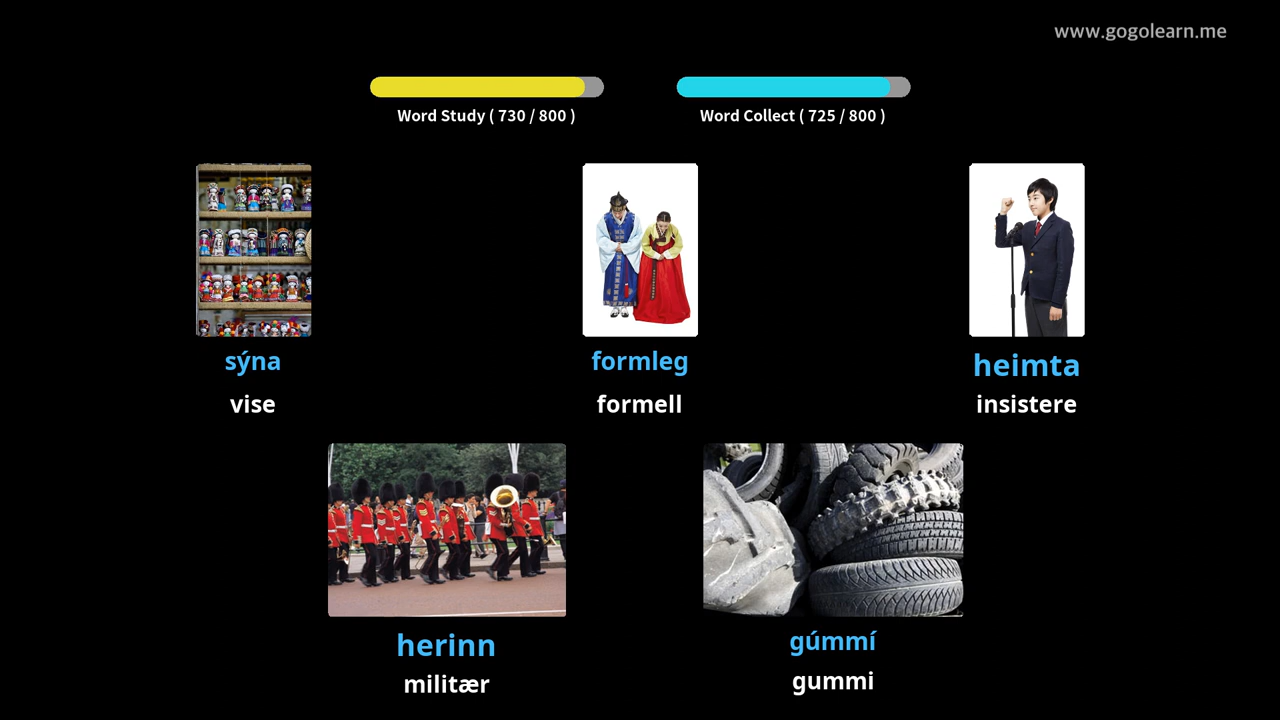 www.gogolearn.me
Word Study ( 730 / 800 )
Word Collect ( 725 / 800 )
sýna
formleg
heimta
vise
formell
insistere
herinn
gúmmí
militær
gummi